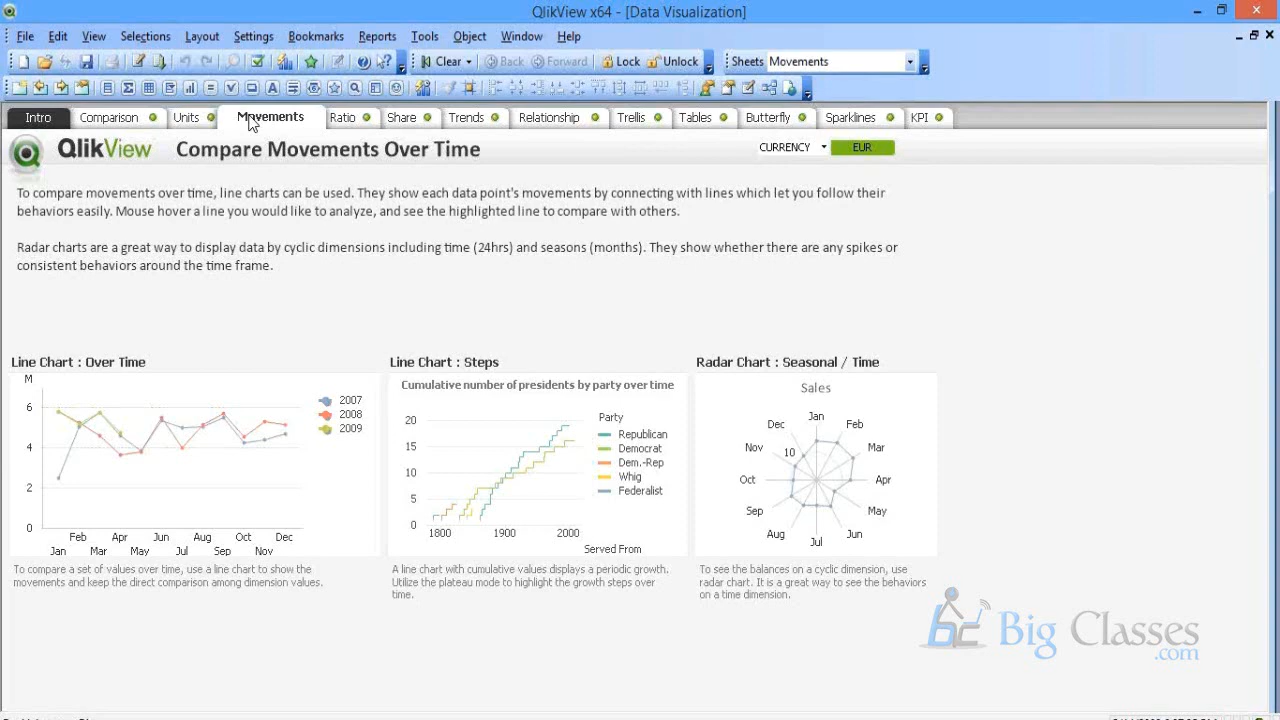 QlikView x64 - [Data Visualization]
File Edit View Selections Layout Settings Bookmarks Reports Tools Object Window Help
Clear Back Forward Lock Unlock Sheets Movements
Intro Comparison Units Movements Ratio Share Trends Relationship Trellis Tables Butterfly Sparklines KPI
QlikView Compare Movements Over Time CURRENCY EUR
To compare movements over time, line charts can be used. They show each data point's movements by connecting with lines which let you follow their
behaviors easily. Mouse hover a line you would like to analyze, and see the highlighted line to compare with others.
Radar charts are a great way to display data by cyclic dimensions including time (24hrs) and seasons (months). They show whether there are any spikes or
consistent behaviors around the time frame.
Line Chart : Over Time
M
6
4
2
0
Jan
Feb
Mar
Apr
May
Jun
Jul
Aug
Sep
Oct
Nov
Dec
2007
2008
2009
To compare a set of values over time, use a line chart to show the
movements and keep the direct comparison among dimension values.
Line Chart : Steps
Cumulative number of presidents by party over time
20
15
10
5
0
1800 1900 2000
Served From
Party
Republican
Democrat
Dem.-Rep
Whig
Federalist
A line chart with cumulative values displays a periodic growth.
Utilize the plateau mode to highlight the growth steps over
time.
Radar Chart : Seasonal / Time
Sales
Jan
Feb
Mar
Apr
May
Jun
Jul
Aug
Sep
Oct
Nov
Dec
10
To see the balances on a cyclic dimension, use
radar chart. It is a great way to see the behaviors
on a time dimension.
Big Classes
.com